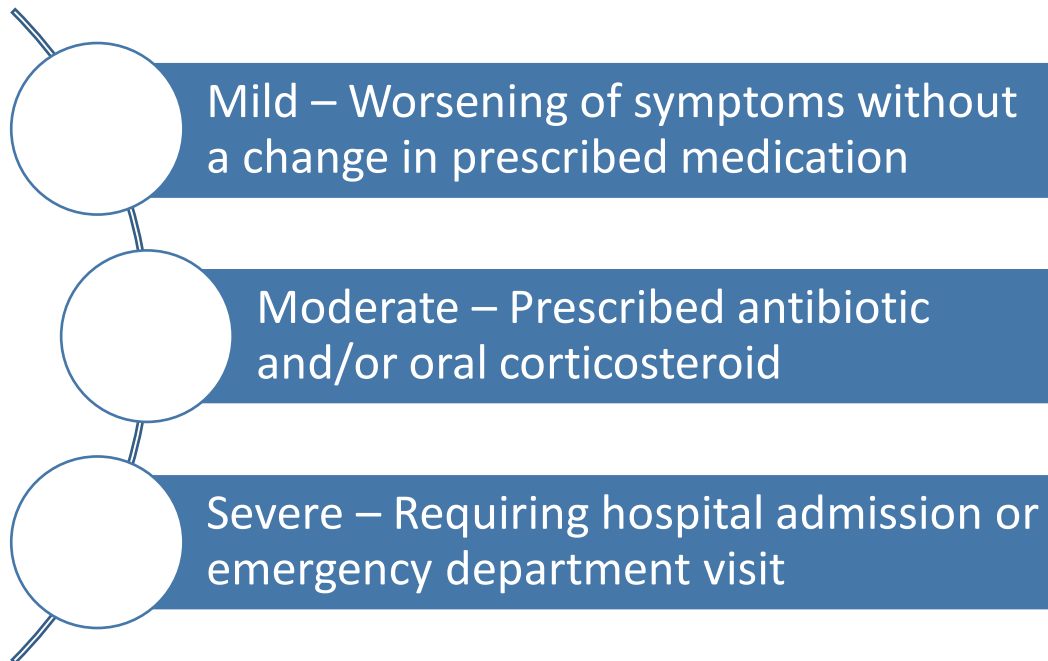 Mild – Worsening of symptoms without
a change in prescribed medication
Moderate – Prescribed antibiotic
and/or oral corticosteroid
Severe – Requiring hospital admission or
emergency department visit